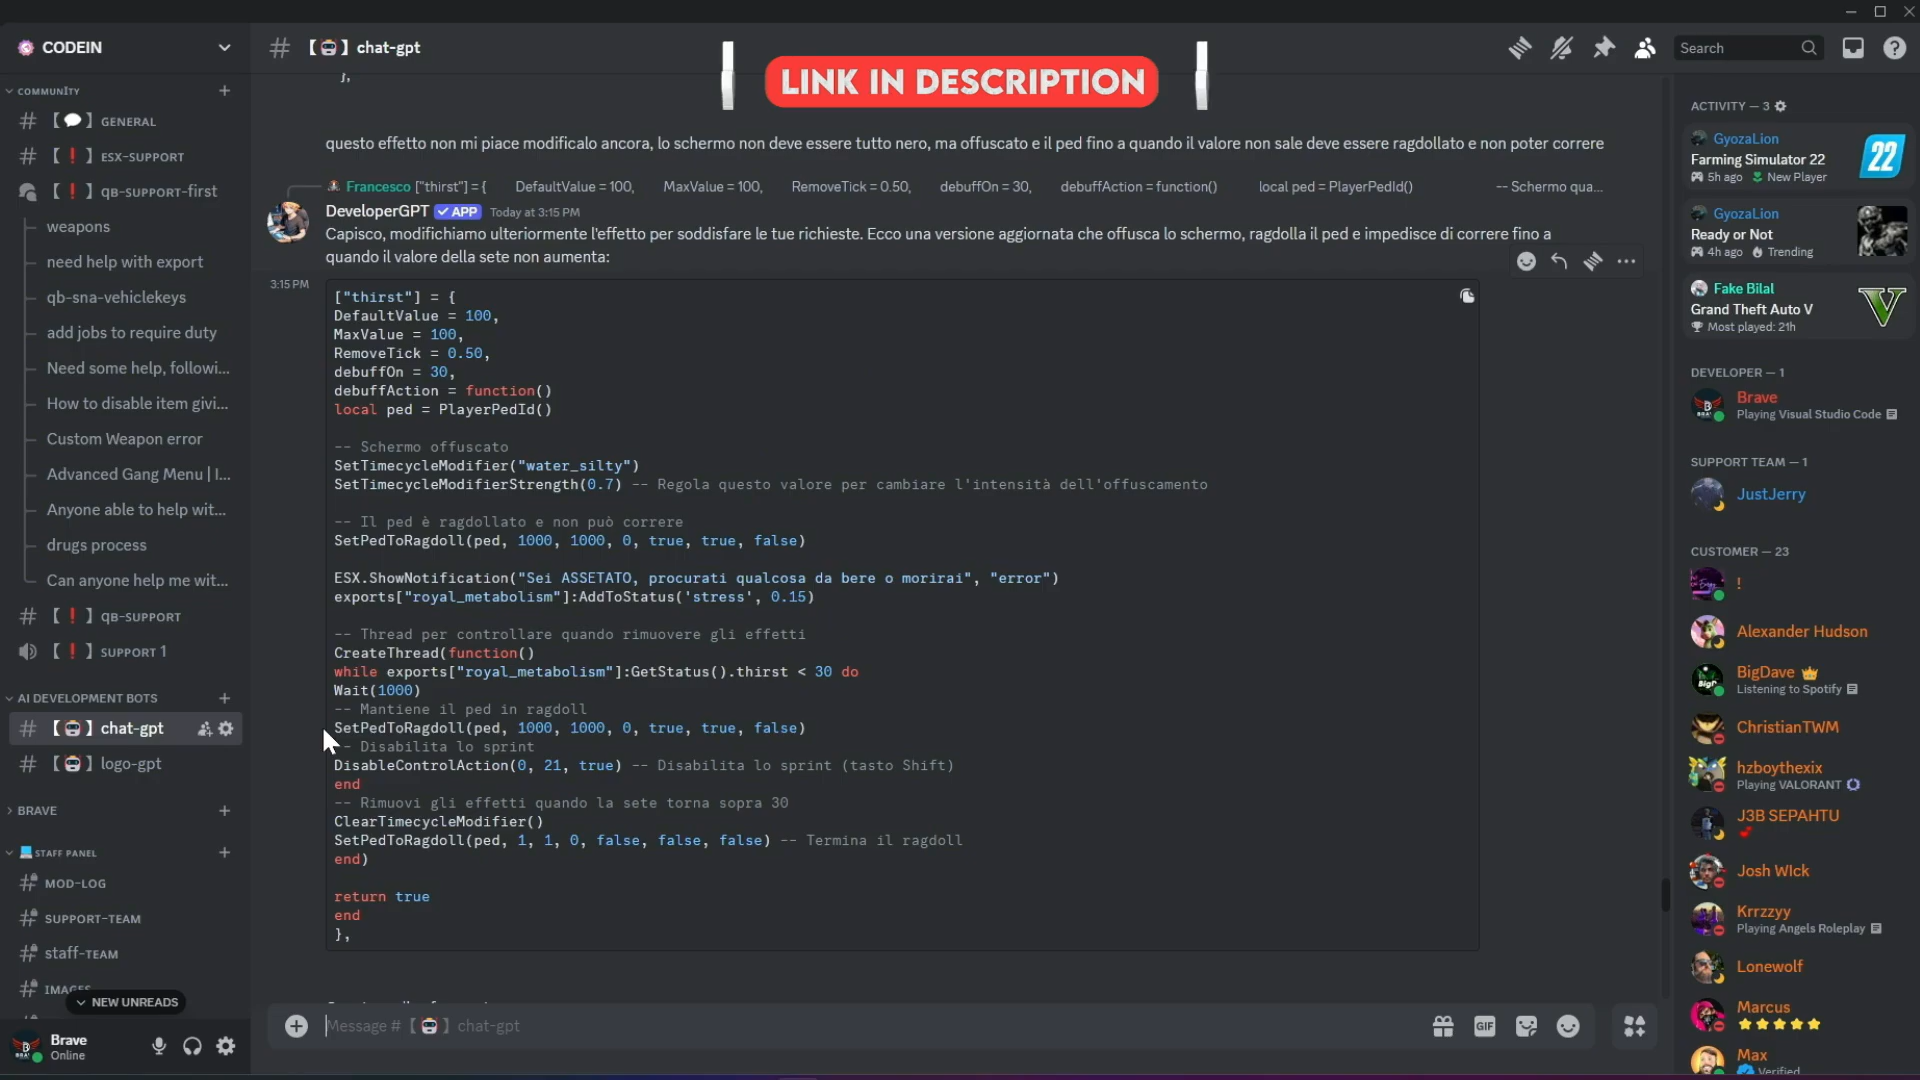 CODEIN
【💬】GENERAL
COMMUNITY
【❗】ESX-SUPPORT
【❗】QB-SUPPORT-FIRST
weapons
need help with export
qb-sna-vehiclekeys
add jobs to require duty
Need some help, followi...
How to disable item givi...
Custom Weapon error
Advanced Gang Menu | I...
Anyone able to help wit...
drugs process
Can anyone help me wit...
【❗】QB-SUPPORT
【❗】SUPPORT 1
AI DEVELOPMENT BOTS
【🤖】chat-gpt
【🤖】logo-gpt
BRAVE
STAFF PANEL
MOD-LOG
SUPPORT-TEAM
staff-TEAM
IMAGES
NEW UNREADS
Brave
Online
【🤖】chat-gpt
LINK IN DESCRIPTION
Search
},
questo effetto non mi piace modificalo ancora, lo schermo non deve essere tutto nero, ma offuscato e il ped fino a quando il valore non sale deve essere ragdollato e non poter correre
Francesco ["thirst"] = { DefaultValue = 100, MaxValue = 100, RemoveTick = 0.50, debuffOn = 30, debuffAction = function() local ped = PlayerPedId() -- Schermo qua...
DeveloperGPT ✓ APP Today at 3:15 PM
Capisco, modifichiamo ulteriormente l'effetto per soddisfare le tue richieste. Ecco una versione aggiornata che offusca lo schermo, ragdolla il ped e impedisce di correre fino a
quando il valore della sete non aumenta:
3:15 PM
["thirst"] = {
DefaultValue = 100,
MaxValue = 100,
RemoveTick = 0.50,
debuffOn = 30,
debuffAction = function()
local ped = PlayerPedId()
-- Schermo offuscato
SetTimecycleModifier("water_silty")
SetTimecycleModifierStrength(0.7) -- Regola questo valore per cambiare l'intensità dell'offuscamento
-- Il ped è ragdollato e non può correre
SetPedToRagdoll(ped, 1000, 1000, 0, true, true, false)
ESX.ShowNotification("Sei ASSETATO, procurati qualcosa da bere o morirai", "error")
exports["royal_metabolism"]:AddToStatus('stress', 0.15)
-- Thread per controllare quando rimuovere gli effetti
CreateThread(function()
while exports["royal_metabolism"]:GetStatus().thirst < 30 do
Wait(1000)
-- Mantiene il ped in ragdoll
SetPedToRagdoll(ped, 1000, 1000, 0, true, true, false)
-- Disabilita lo sprint
DisableControlAction(0, 21, true) -- Disabilita lo sprint (tasto Shift)
end
-- Rimuovi gli effetti quando la sete torna sopra 30
ClearTimecycleModifier()
SetPedToRagdoll(ped, 1, 1, 0, false, false, false) -- Termina il ragdoll
end)
return true
end
},
Message #【🤖】chat-gpt
GIF
ACTIVITY — 3
GyozaLion
Farming Simulator 22
5h ago New Player
22
GyozaLion
Ready or Not
4h ago Trending
Fake Bilal
Grand Theft Auto V
Most played: 21h
V
DEVELOPER — 1
Brave
Playing Visual Studio Code
SUPPORT TEAM — 1
JustJerry
CUSTOMER — 23
!
Alexander Hudson
BigDave
Listening to Spotify
ChristianTWM
hzboythexix
Playing VALORANT
J3B SEPAHTU
Josh WIck
Krrzzyy
Playing Angels Roleplay
Lonewolf
Marcus
Max
Verified